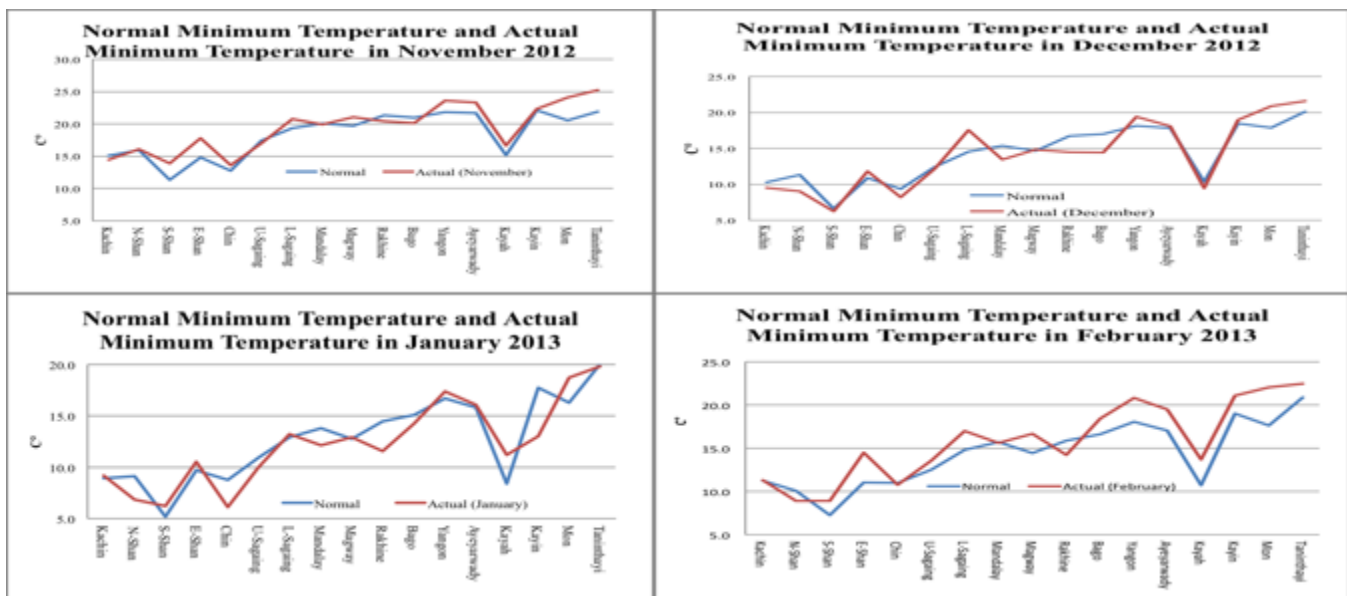 Normal Minimum Temperature and Actual
Minimum Temperature in November 2012
30.0
25.0
20.0
15.0
10.0
5.0
C°
Normal
Actual (November)
Kachin
N-Shan
S-Shan
E-Shan
Chin
U-Sagaing
L-Sagaing
Mandalay
Magway
Rakhine
Bago
Yangon
Ayeyarwady
Kayah
Kayin
Mon
Tanintthayi
Normal Minimum Temperature and Actual
Minimum Temperature in December 2012
25.0
20.0
15.0
10.0
5.0
C°
Normal
Actual (December)
Kachin
N-Shan
S-Shan
E-Shan
Chin
U-Sagaing
L-Sagaing
Mandalay
Magway
Rakhine
Bago
Yangon
Ayeyarwady
Kayah
Kayin
Mon
Tanintthayi
Normal Minimum Temperature and Actual
Minimum Temperature in January 2013
20.0
15.0
10.0
5.0
C°
Normal
Actual (January)
Kachin
N-Shan
S-Shan
E-Shan
Chin
U-Sagaing
L-Sagaing
Mandalay
Magway
Rakhine
Bago
Yangon
Ayeyarwady
Kayah
Kayin
Mon
Tanintthayi
Normal Minimum Temperature and Actual
Minimum Temperature in February 2013
25.0
20.0
15.0
10.0
5.0
C°
Normal
Actual (February)
Kachin
N-Shan
S-Shan
E-Shan
Chin
U-Sagaing
L-Sagaing
Mandalay
Magway
Rakhine
Bago
Yangon
Ayeyarwady
Kayah
Kayin
Mon
Tanintthayi